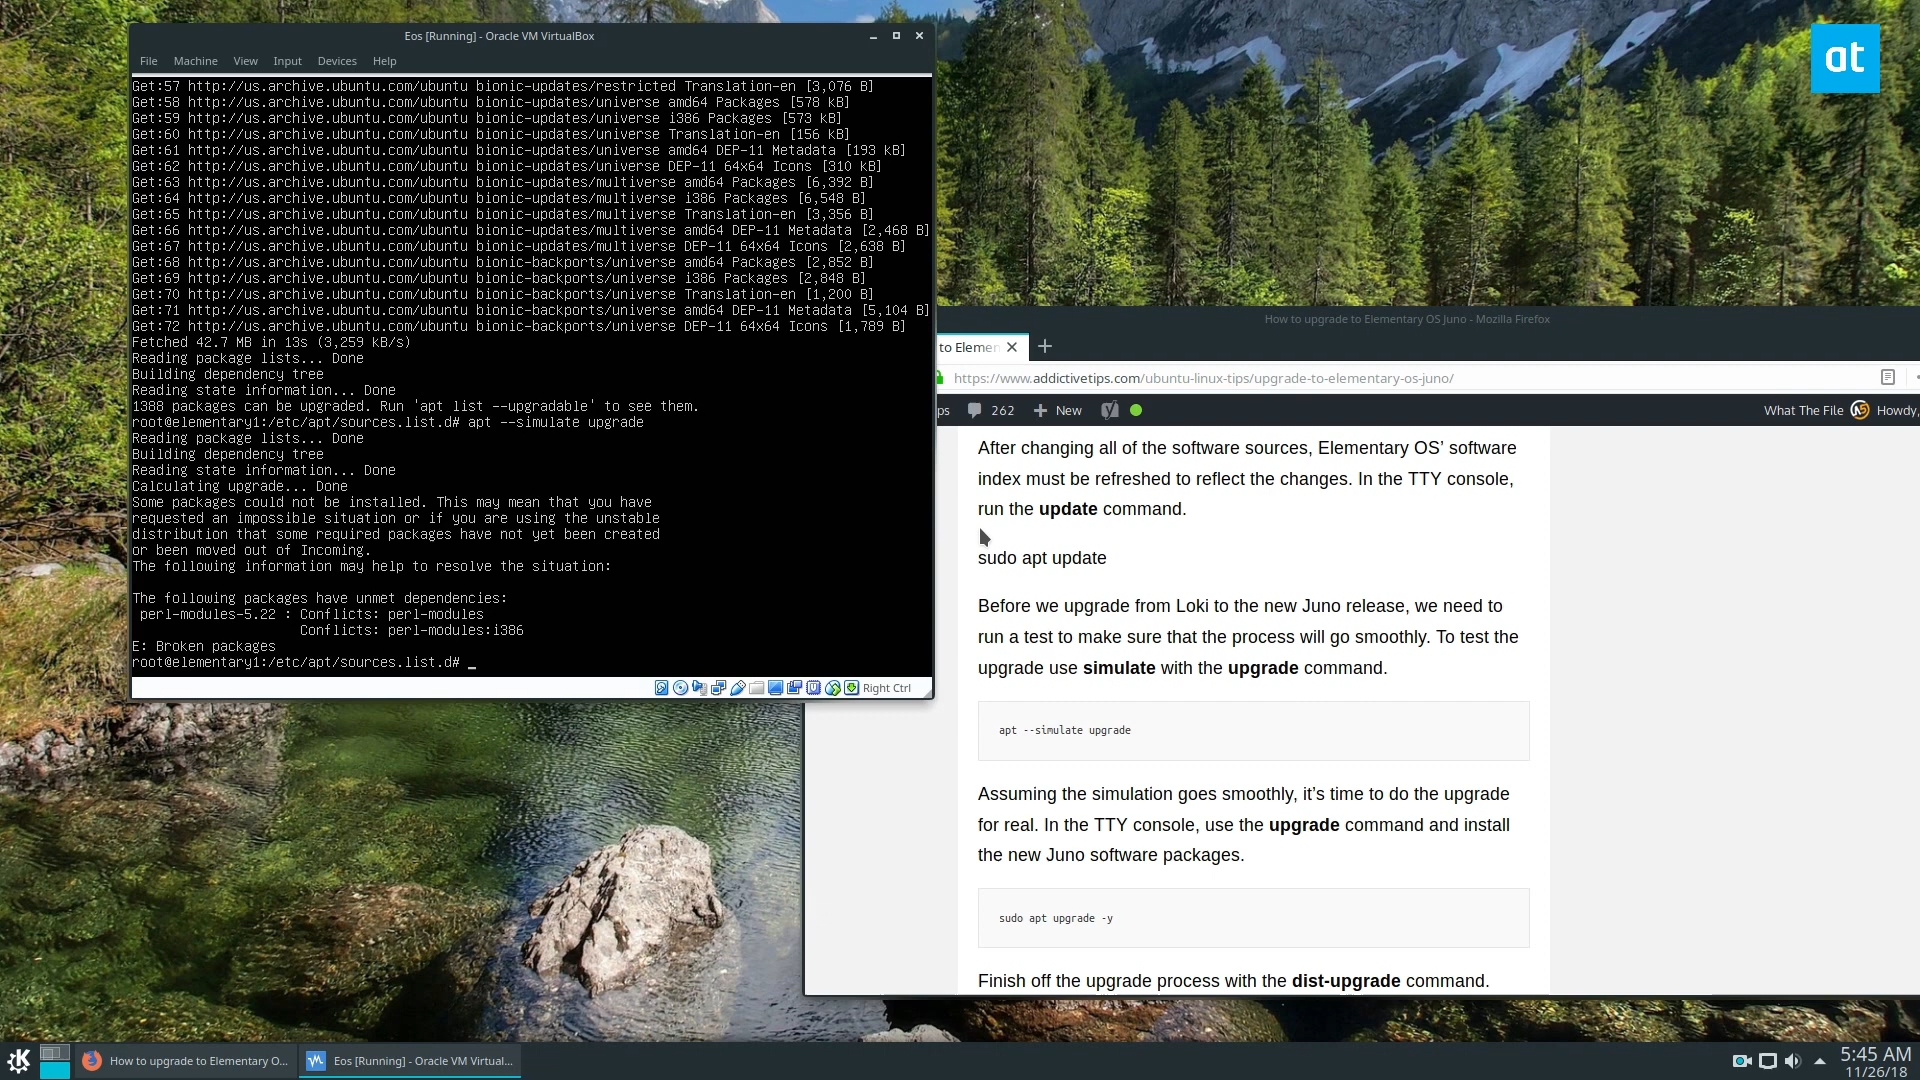 Eos [Running] - Oracle VM VirtualBox
File Machine View Input Devices Help
Get:57 http://us.archive.ubuntu.com/ubuntu bionic-updates/restricted Translation-en [3,076 B]
Get:58 http://us.archive.ubuntu.com/ubuntu bionic-updates/universe amd64 Packages [578 kB]
Get:59 http://us.archive.ubuntu.com/ubuntu bionic-updates/universe i386 Packages [573 kB]
Get:60 http://us.archive.ubuntu.com/ubuntu bionic-updates/universe Translation-en [156 kB]
Get:61 http://us.archive.ubuntu.com/ubuntu bionic-updates/universe amd64 DEP-11 Metadata [193 kB]
Get:62 http://us.archive.ubuntu.com/ubuntu bionic-updates/universe DEP-11 64x64 Icons [310 kB]
Get:63 http://us.archive.ubuntu.com/ubuntu bionic-updates/multiverse amd64 Packages [6,392 B]
Get:64 http://us.archive.ubuntu.com/ubuntu bionic-updates/multiverse i386 Packages [6,548 B]
Get:65 http://us.archive.ubuntu.com/ubuntu bionic-updates/multiverse Translation-en [3,356 B]
Get:66 http://us.archive.ubuntu.com/ubuntu bionic-updates/multiverse amd64 DEP-11 Metadata [2,468 B]
Get:67 http://us.archive.ubuntu.com/ubuntu bionic-updates/multiverse DEP-11 64x64 Icons [2,638 B]
Get:68 http://us.archive.ubuntu.com/ubuntu bionic-backports/universe amd64 Packages [2,852 B]
Get:69 http://us.archive.ubuntu.com/ubuntu bionic-backports/universe i386 Packages [2,848 B]
Get:70 http://us.archive.ubuntu.com/ubuntu bionic-backports/universe Translation-en [1,200 B]
Get:71 http://us.archive.ubuntu.com/ubuntu bionic-backports/universe amd64 DEP-11 Metadata [5,104 B]
Get:72 http://us.archive.ubuntu.com/ubuntu bionic-backports/universe DEP-11 64x64 Icons [1,789 B]
Fetched 42.7 MB in 13s (3,259 kB/s)
Reading package lists... Done
Building dependency tree
Reading state information... Done
1388 packages can be upgraded. Run 'apt list --upgradable' to see them.
root@elementary1:/etc/apt/sources.list.d# apt --simulate upgrade
Reading package lists... Done
Building dependency tree
Reading state information... Done
Calculating upgrade... Done
Some packages could not be installed. This may mean that you have
requested an impossible situation or if you are using the unstable
distribution that some required packages have not yet been created
or been moved out of Incoming.
The following information may help to resolve the situation:
The following packages have unmet dependencies:
perl-modules-5.22 : Conflicts: perl-modules
Conflicts: perl-modules:i386
E: Broken packages
root@elementary1:/etc/apt/sources.list.d# _
Right Ctrl
at
How to upgrade to Elementary OS Juno - Mozilla Firefox
to Elemen
https://www.addictivetips.com/ubuntu-linux-tips/upgrade-to-elementary-os-juno/
ps 262 New What The File Howdy,
After changing all of the software sources, Elementary OS’ software
index must be refreshed to reflect the changes. In the TTY console,
run the update command.
sudo apt update
Before we upgrade from Loki to the new Juno release, we need to
run a test to make sure that the process will go smoothly. To test the
upgrade use simulate with the upgrade command.
apt --simulate upgrade
Assuming the simulation goes smoothly, it’s time to do the upgrade
for real. In the TTY console, use the upgrade command and install
the new Juno software packages.
sudo apt upgrade -y
Finish off the upgrade process with the dist-upgrade command.
How to upgrade to Elementary O...
Eos [Running] - Oracle VM Virtual...
5:45 AM
11/26/18